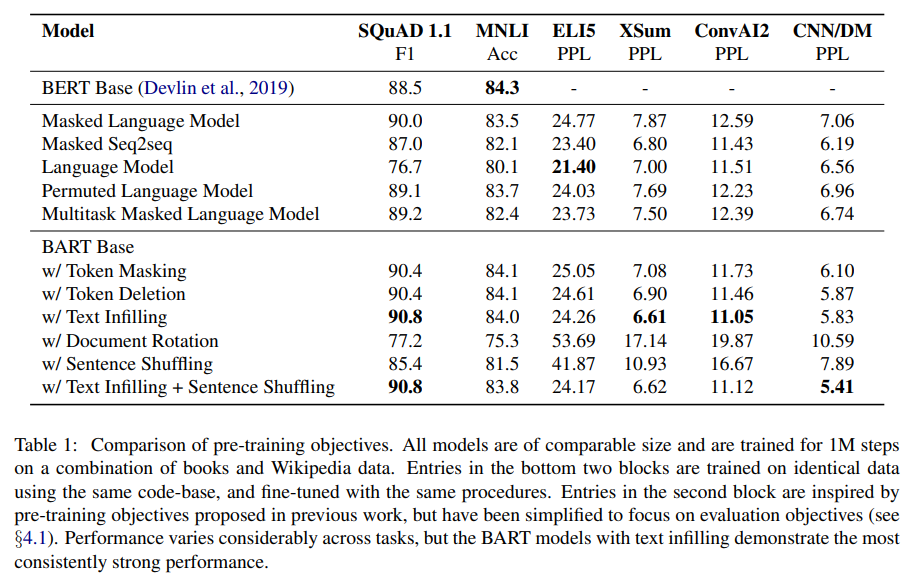 Model SQuAD 1.1 MNLI ELI5 XSum ConvAI2 CNN/DM
F1 Acc PPL PPL PPL PPL
BERT Base (Devlin et al., 2019) 88.5 84.3 - - - -
Masked Language Model 90.0 83.5 24.77 7.87 12.59 7.06
Masked Seq2seq 87.0 82.1 23.40 6.80 11.43 6.19
Language Model 76.7 80.1 21.40 7.00 11.51 6.56
Permuted Language Model 89.1 83.7 24.03 7.69 12.23 6.96
Multitask Masked Language Model 89.2 82.4 23.73 7.50 12.39 6.74
BART Base
w/ Token Masking 90.4 84.1 25.05 7.08 11.73 6.10
w/ Token Deletion 90.4 84.1 24.61 6.90 11.46 5.87
w/ Text Infilling 90.8 84.0 24.26 6.61 11.05 5.83
w/ Document Rotation 77.2 75.3 53.69 17.14 19.87 10.59
w/ Sentence Shuffling 85.4 81.5 41.87 10.93 16.67 7.89
w/ Text Infilling + Sentence Shuffling 90.8 83.8 24.17 6.62 11.12 5.41
Table 1: Comparison of pre-training objectives. All models are of comparable size and are trained for 1M steps
on a combination of books and Wikipedia data. Entries in the bottom two blocks are trained on identical data
using the same code-base, and fine-tuned with the same procedures. Entries in the second block are inspired by
pre-training objectives proposed in previous work, but have been simplified to focus on evaluation objectives (see
§4.1). Performance varies considerably across tasks, but the BART models with text infilling demonstrate the most
consistently strong performance.